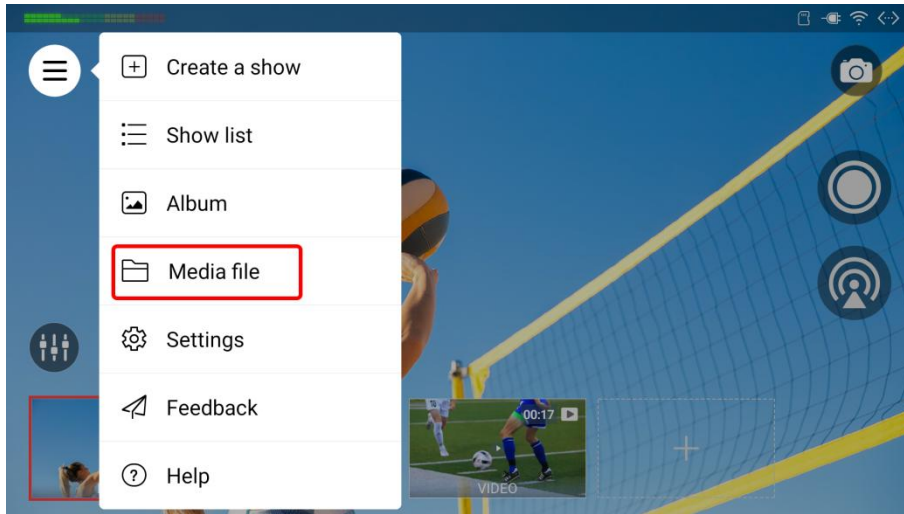 Create a show
Show list
Album
Media file
Settings
Feedback
Help
00:17
VIDEO